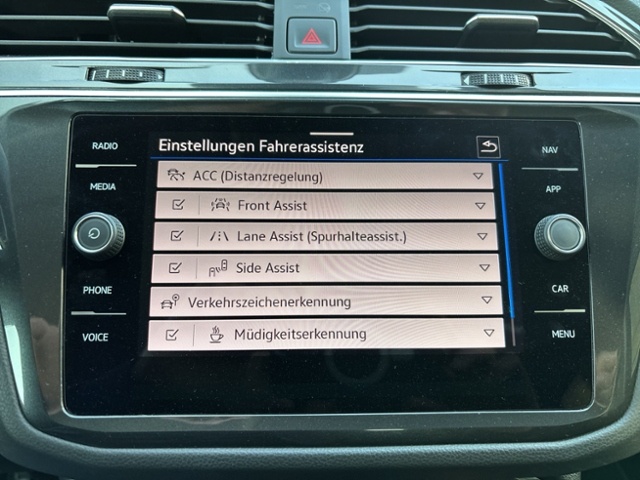 RADIO
MEDIA
PHONE
VOICE
Einstellungen Fahrerassistenz
ACC (Distanzregelung)
Front Assist
Lane Assist (Spurhalteassist.)
Side Assist
Verkehrszeichenerkennung
Müdigkeitserkennung
NAV
APP
CAR
MENU